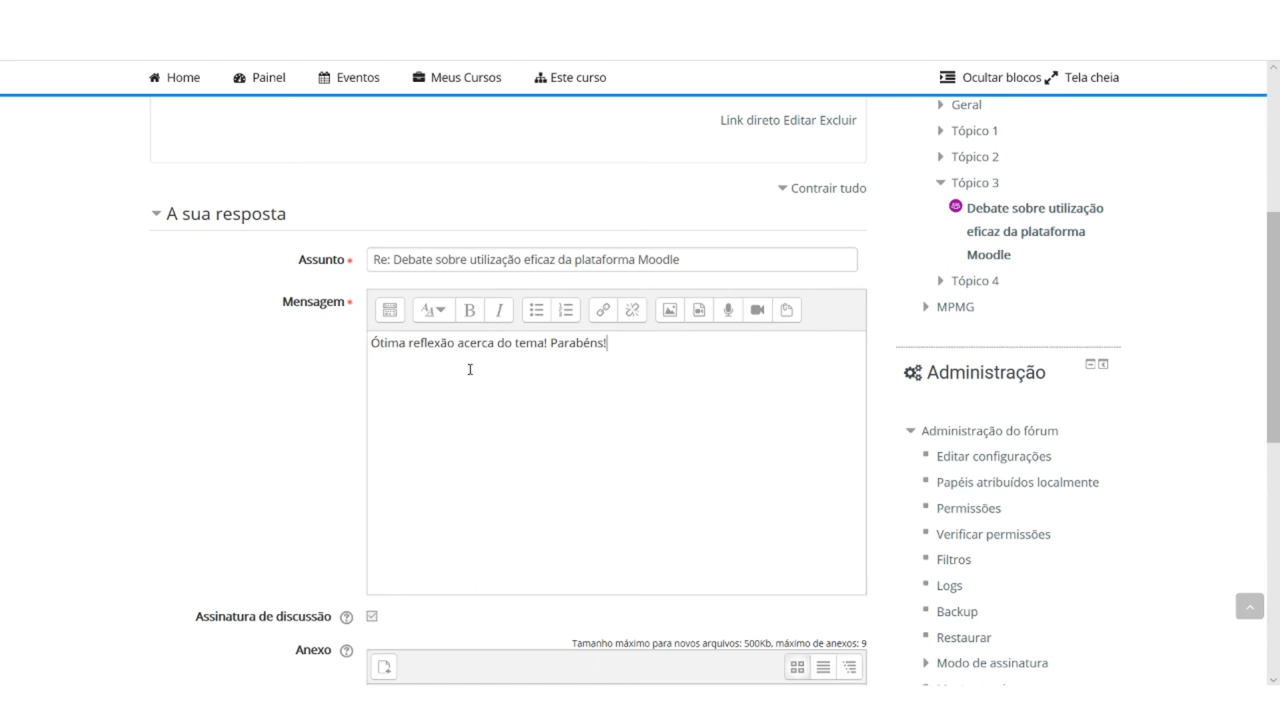 Home Painel Eventos Meus Cursos Este curso Ocultar blocos Tela cheia
Link direto Editar Excluir
Contrair tudo
A sua resposta
Assunto
Re: Debate sobre utilização eficaz da plataforma Moodle
Mensagem
Ótima reflexão acerca do tema! Parabéns!
Assinatura de discussão
Tamanho máximo para novos arquivos: 500Kb, máximo de anexos: 9
Anexo
Geral
Tópico 1
Tópico 2
Tópico 3
Debate sobre utilização
eficaz da plataforma
Moodle
Tópico 4
MPMG
Administração
Administração do fórum
Editar configurações
Papéis atribuídos localmente
Permissões
Verificar permissões
Filtros
Logs
Backup
Restaurar
Modo de assinatura